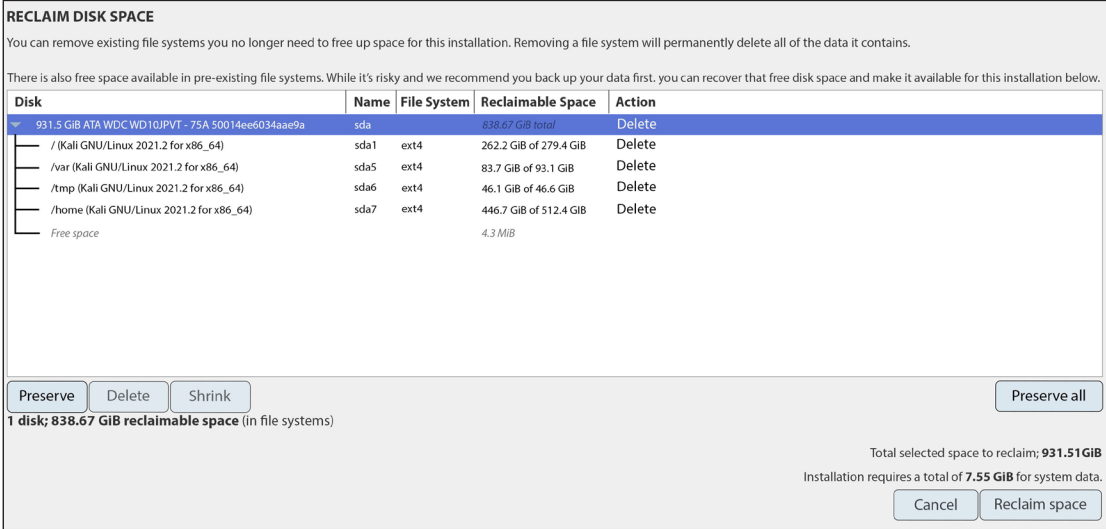 RECLAIM DISK SPACE
You can remove existing file systems you no longer need to free up space for this installation. Removing a file system will permanently delete all of the data it contains.
There is also free space available in pre-existing file systems. While it's risky and we recommend you back up your data first. you can recover that free disk space and make it available for this installation below.
Disk Name File System Reclaimable Space Action
931.5 GiB ATA WDC WD10JPVT - 75A 50014ee6034aae9a sda 838.67 GiB total Delete
/ (Kali GNU/Linux 2021.2 for x86_64) sda1 ext4 262.2 GiB of 279.4 GiB Delete
/var (Kali GNU/Linux 2021.2 for x86_64) sda5 ext4 83.7 GiB of 93.1 GiB Delete
/tmp (Kali GNU/Linux 2021.2 for x86_64) sda6 ext4 46.1 GiB of 46.6 GiB Delete
/home (Kali GNU/Linux 2021.2 for x86_64) sda7 ext4 446.7 GiB of 512.4 GIB Delete
Free space 4.3 MiB
Preserve Delete Shrink Preserve all
1 disk; 838.67 GiB reclaimable space (in file systems)
Total selected space to reclaim; 931.51GiB
Installation requires a total of 7.55 GiB for system data.
Cancel Reclaim space